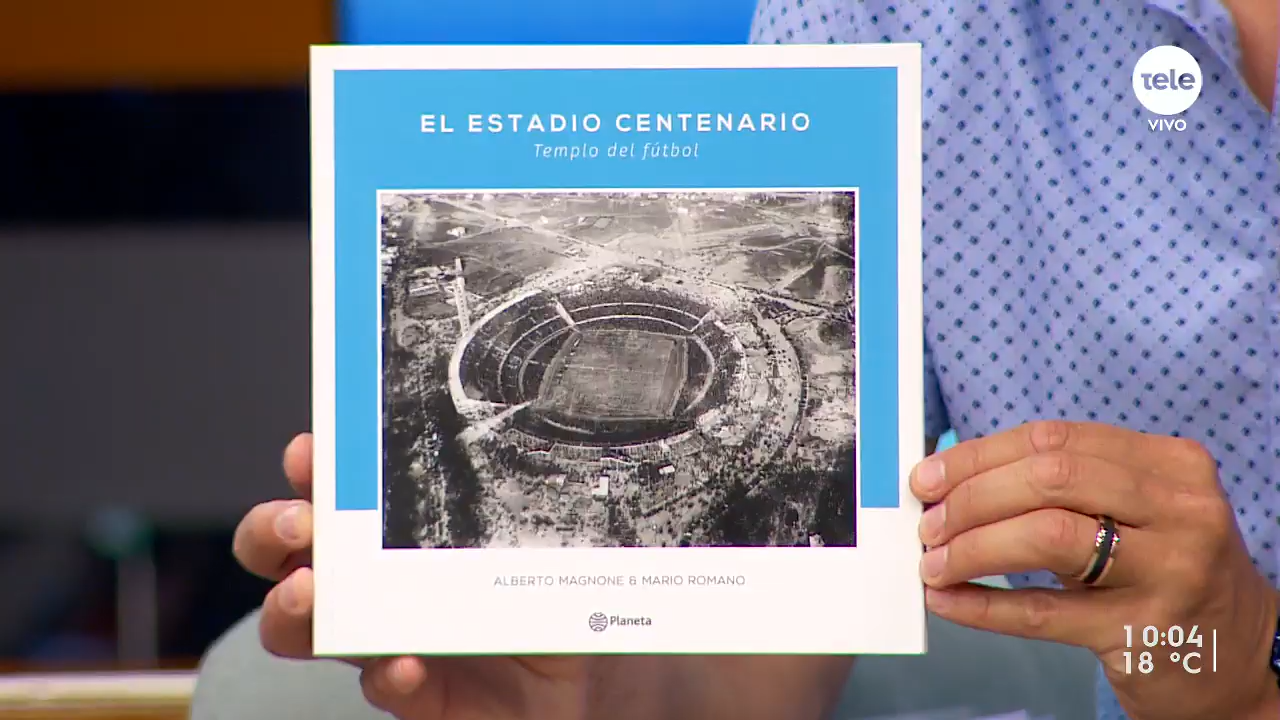 EL ESTADIO CENTENARIO
Templo del fútbol
ALBERTO MAGNONE & MARIO ROMANO
Planeta
tele
VIVO
10:04
18 °C